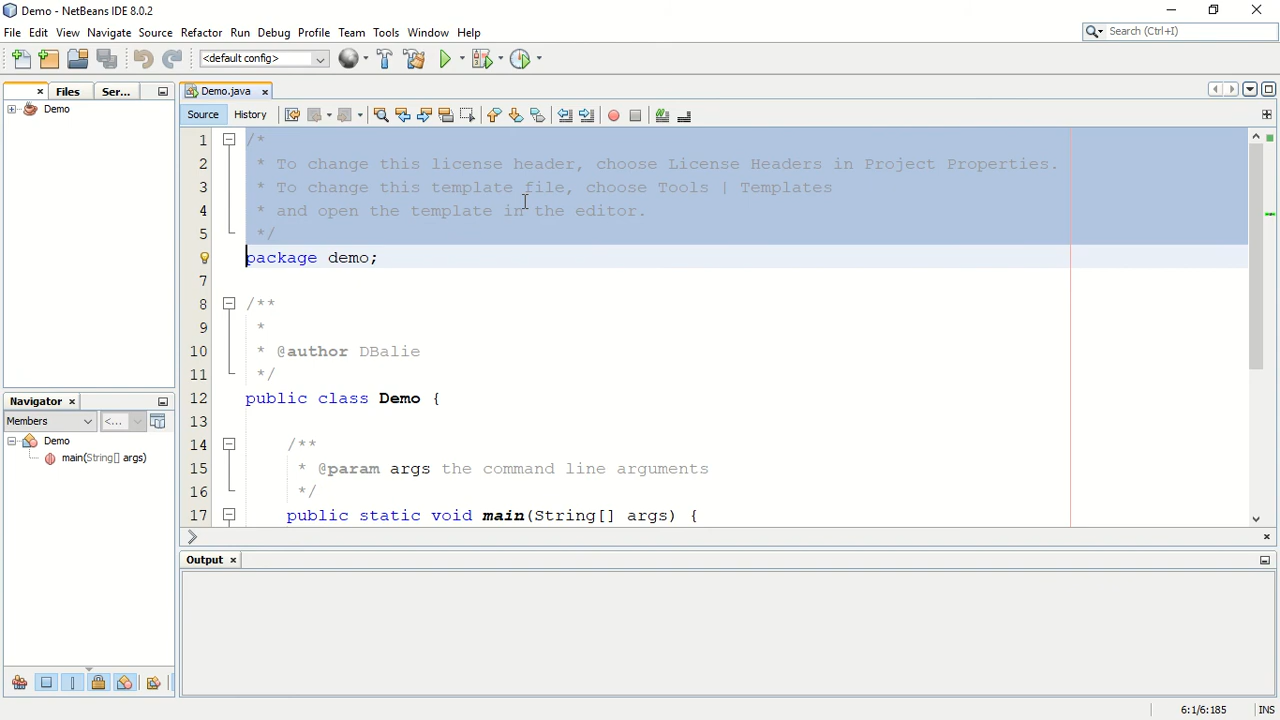 Demo - NetBeans IDE 8.0.2
File Edit View Navigate Source Refactor Run Debug Profile Team Tools Window Help
Search (Ctrl+I)
<default config>
Files Ser...
Demo
Demo.java
Source History
1 /*
2 * To change this license header, choose License Headers in Project Properties.
3 * To change this template file, choose Tools | Templates
4 * and open the template in the editor.
5 */
6 package demo;
7
8 /**
9 *
10 * @author DBalie
11 */
12 public class Demo {
13
14 /**
15 * @param args the command line arguments
16 */
17 public static void main(String[] args) {
Navigator
Members <...
Demo
main(String[] args)
Output
6:1/6:185 INS